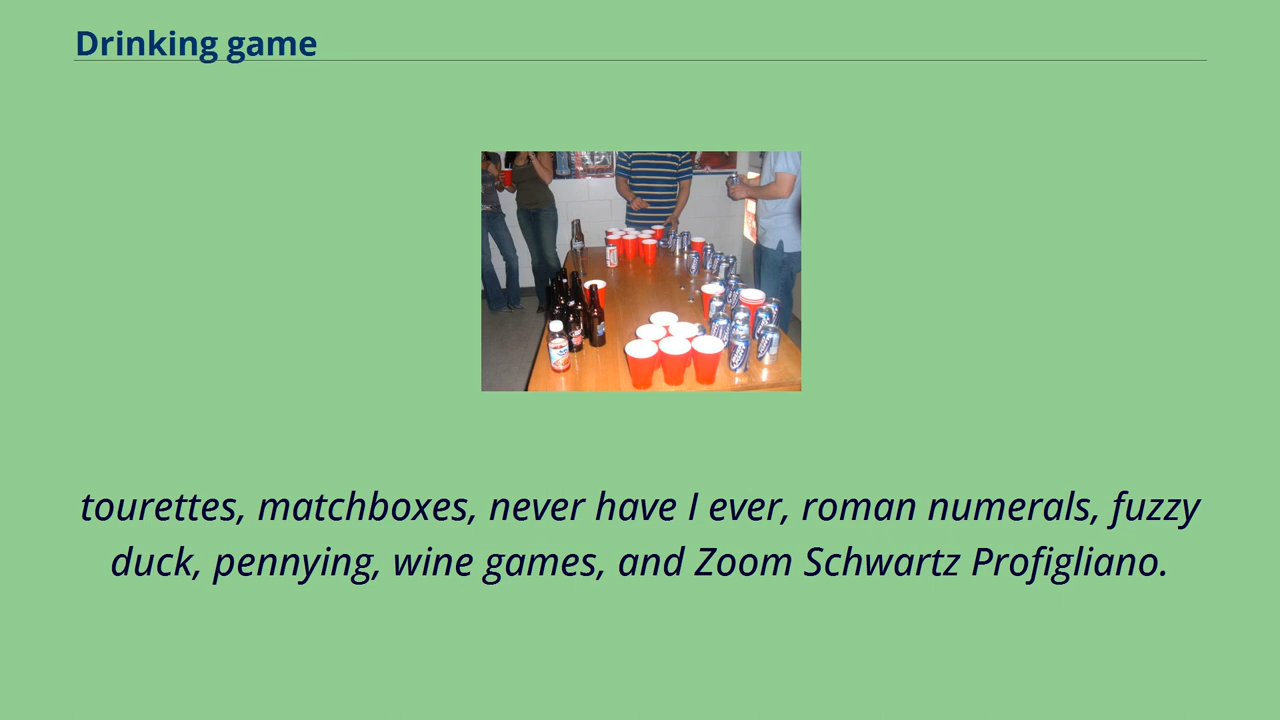 Drinking game
tourettes, matchboxes, never have I ever, roman numerals, fuzzy
duck, pennying, wine games, and Zoom Schwartz Profigliano.